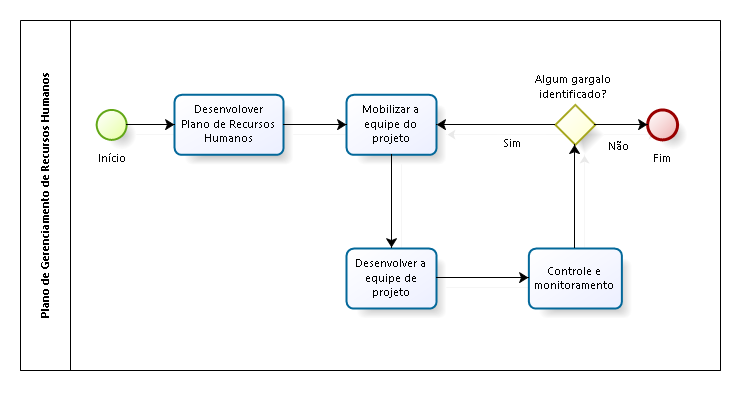 Plano de Gerenciamento de Recursos Humanos
Início
Desenvolover
Plano de Recursos
Humanos
Mobilizar a
equipe do
projeto
Algum gargalo
identificado?
Sim
Não
Fim
Desenvolver a
equipe de
projeto
Controle e
monitoramento